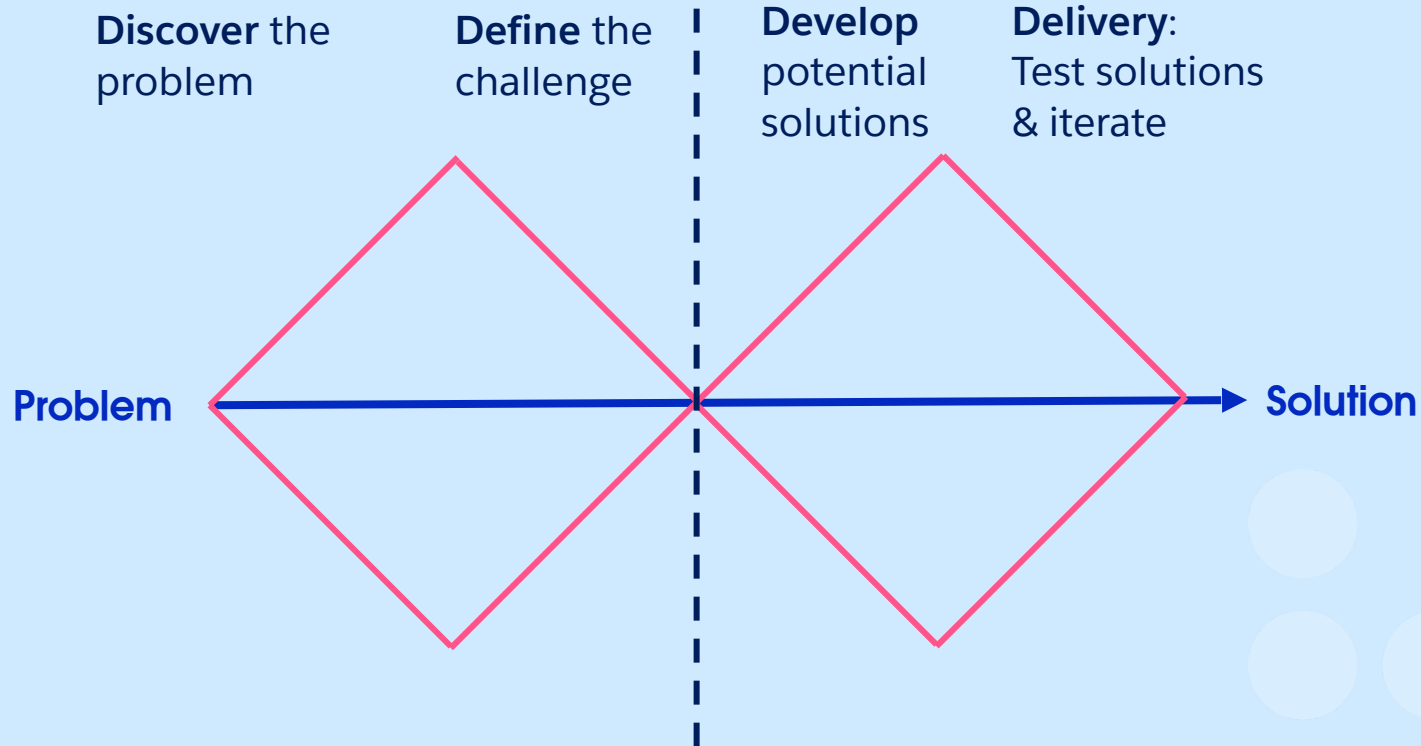 Discover the
problem
Define the
challenge
Develop
potential
solutions
Delivery:
Test solutions
& iterate
Problem
Solution